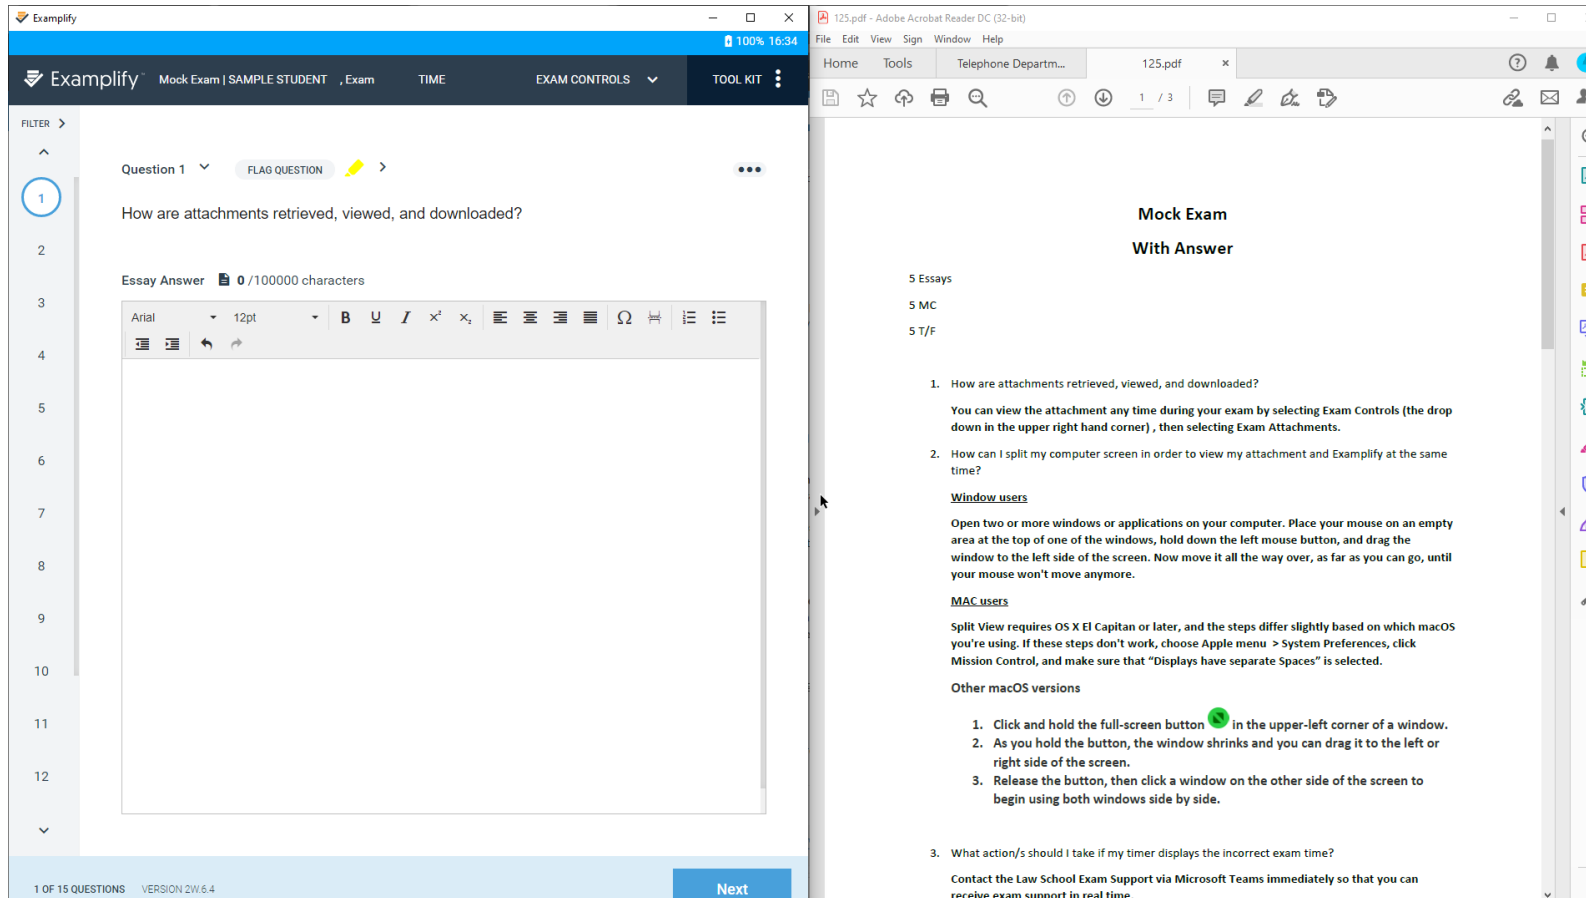 Examplify
100% 16:34
Examplify
Mock Exam | SAMPLE STUDENT , Exam
TIME
EXAM CONTROLS
TOOL KIT
FILTER
1
2
3
4
5
6
7
8
9
10
11
12
Question 1
FLAG QUESTION
How are attachments retrieved, viewed, and downloaded?
Essay Answer 0 /100000 characters
Arial
12pt
B U I x² x₂ Ω
1 OF 15 QUESTIONS
VERSION 2W.6.4
Next
125.pdf - Adobe Acrobat Reader DC (32-bit)
File Edit View Sign Window Help
Home
Tools
Telephone Departm...
125.pdf
1 / 3
Mock Exam
With Answer
5 Essays
5 MC
5 T/F
1. How are attachments retrieved, viewed, and downloaded?
You can view the attachment any time during your exam by selecting Exam Controls (the drop
down in the upper right hand corner) , then selecting Exam Attachments.
2. How can I split my computer screen in order to view my attachment and Examplify at the same
time?
Window users
Open two or more windows or applications on your computer. Place your mouse on an empty
area at the top of one of the windows, hold down the left mouse button, and drag the
window to the left side of the screen. Now move it all the way over, as far as you can go, until
your mouse won't move anymore.
MAC users
Split View requires OS X El Capitan or later, and the steps differ slightly based on which macOS
you're using. If these steps don't work, choose Apple menu > System Preferences, click
Mission Control, and make sure that “Displays have separate Spaces” is selected.
Other macOS versions
1. Click and hold the full-screen button in the upper-left corner of a window.
2. As you hold the button, the window shrinks and you can drag it to the left or
right side of the screen.
3. Release the button, then click a window on the other side of the screen to
begin using both windows side by side.
3. What action/s should I take if my timer displays the incorrect exam time?
Contact the Law School Exam Support via Microsoft Teams immediately so that you can
receive exam support in real time